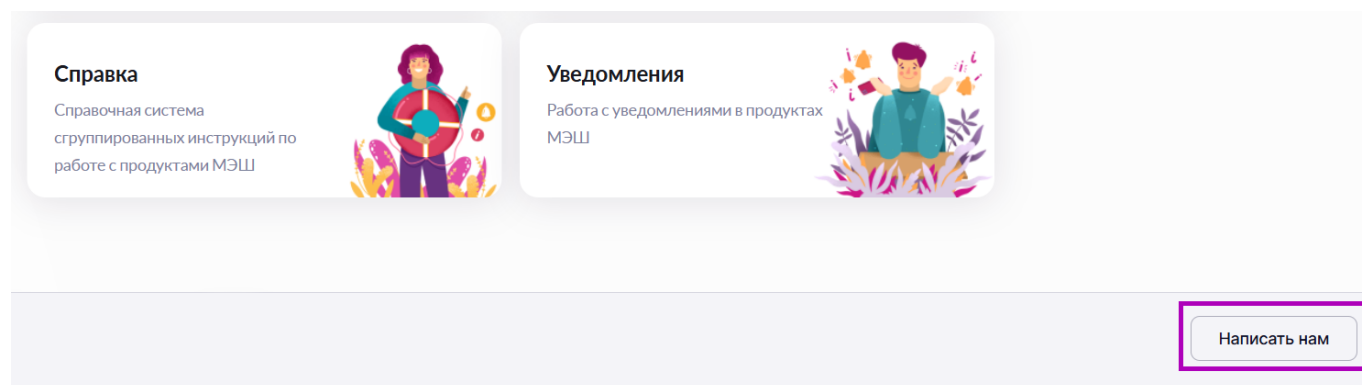 Справка
Справочная система
сгруппированных инструкций по
работе с продуктами МЭШ
Уведомления
Работа с уведомлениями в продуктах
МЭШ
Написать нам